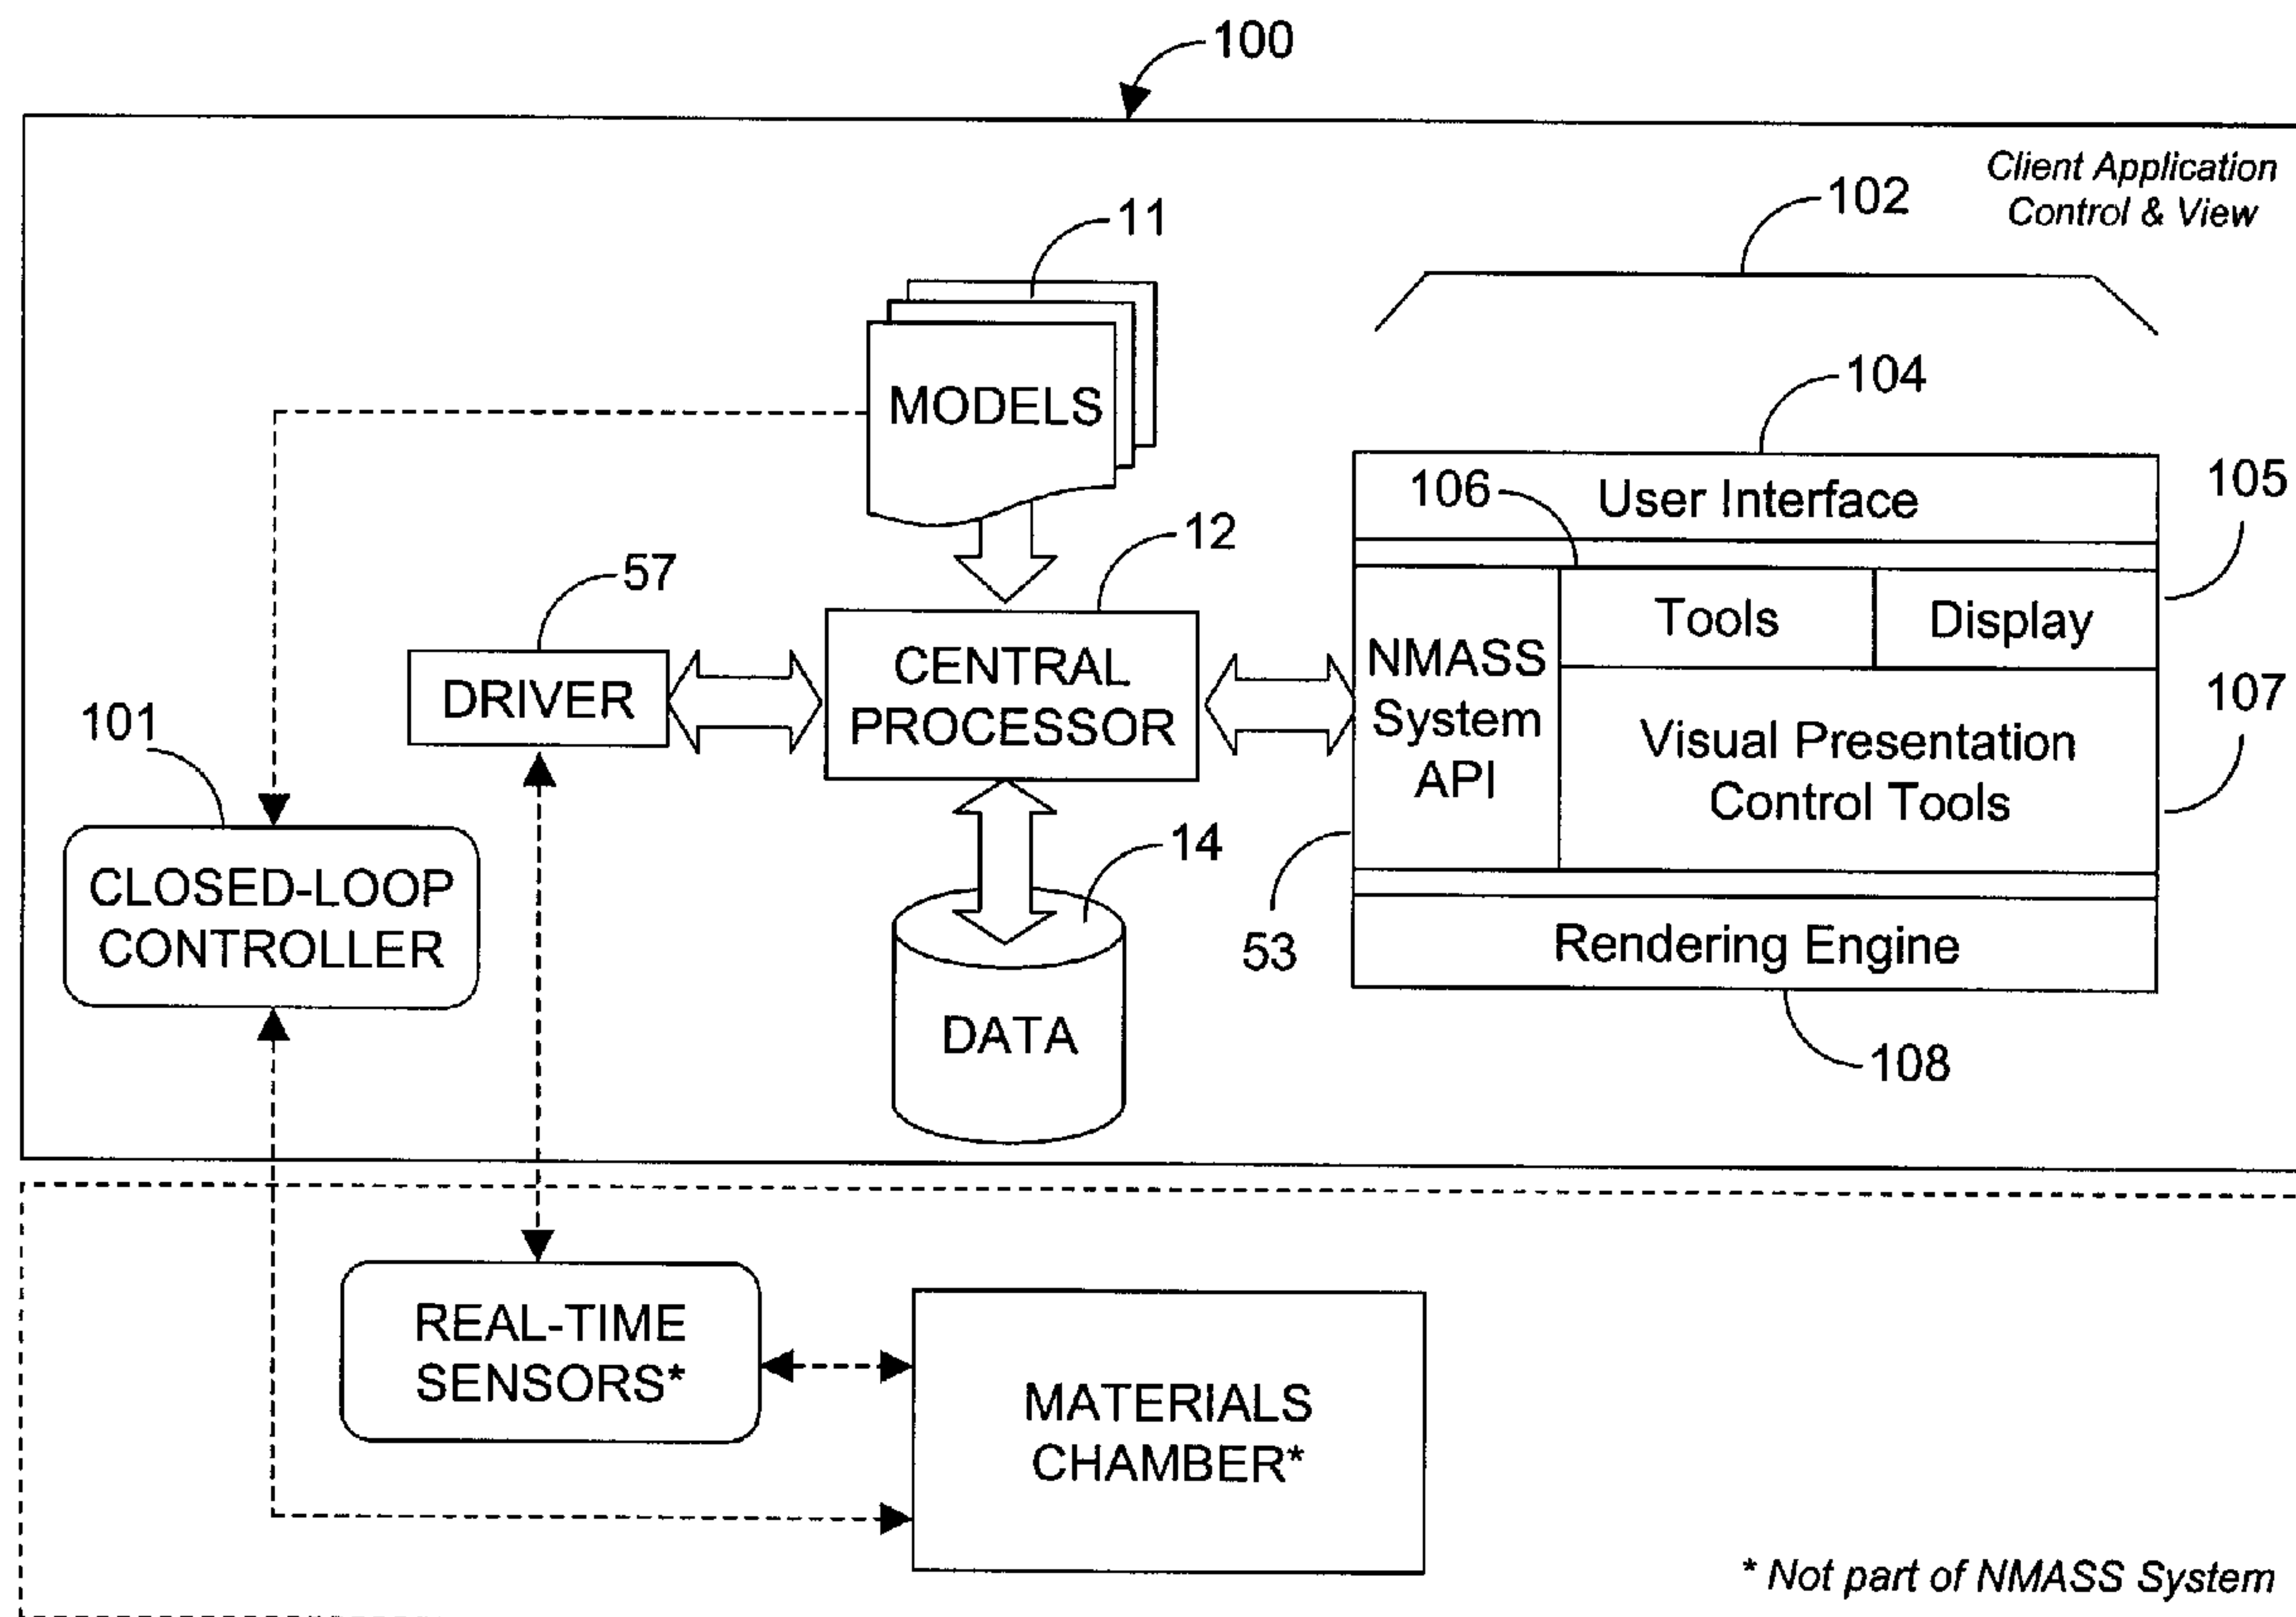 100
Client Application
Control & View
102
11
MODELS
104
User Interface
105
106
Tools
Display
12
57
DRIVER
CENTRAL
PROCESSOR
NMASS
System
API
Visual Presentation
Control Tools
107
101
CLOSED-LOOP
CONTROLLER
14
DATA
53
Rendering Engine
108
REAL-TIME
SENSORS*
MATERIALS
CHAMBER*
* Not part of NMASS System